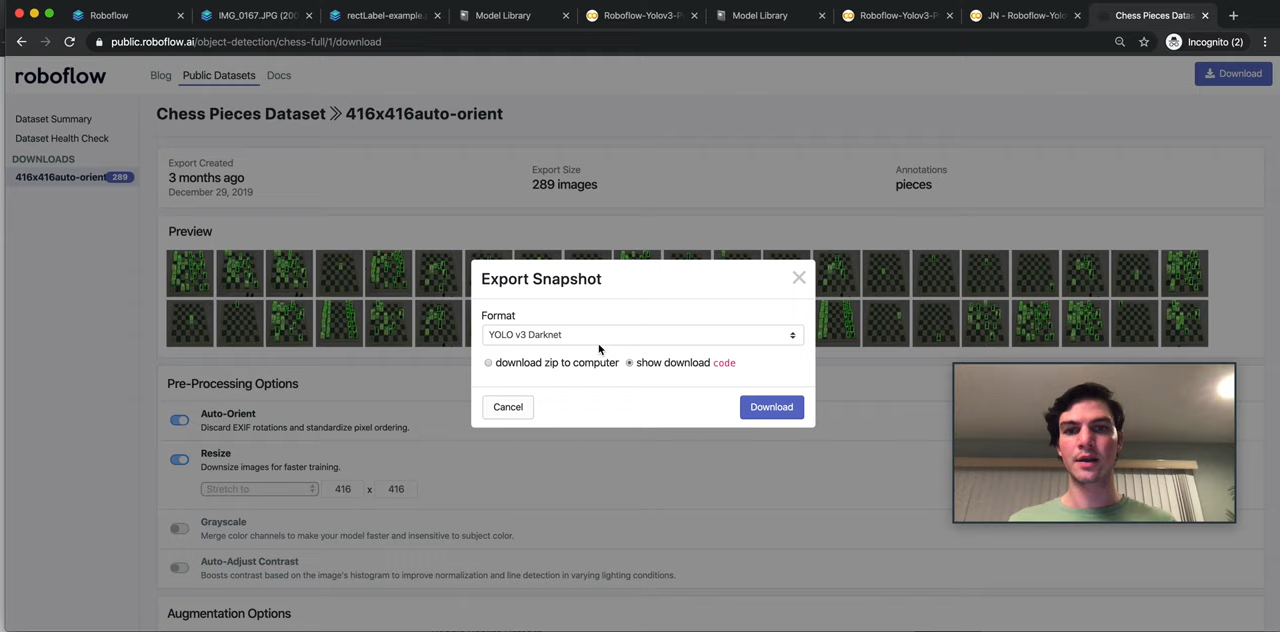 Roboflow
IMG_0167.JPG (200
rectLabel-example.
Model Library
Roboflow-Yolov3-P
Model Library
Roboflow-Yolov3-P
JN - Roboflow-Yolo
Chess Pieces Datas
public.roboflow.ai/object-detection/chess-full/1/download
Incognito (2)
roboflow
Blog
Public Datasets
Docs
Download
Dataset Summary
Dataset Health Check
DOWNLOADS
416x416auto-orient 289
Chess Pieces Dataset 416x416auto-orient
Export Created
3 months ago
December 29, 2019
Export Size
289 images
Annotations
pieces
Preview
Export Snapshot
Format
YOLO v3 Darknet
download zip to computer
show download code
Cancel
Download
Pre-Processing Options
Auto-Orient
Discard EXIF rotations and standardize pixel ordering.
Resize
Downsize images for faster training.
Stretch to
416 x 416
Grayscale
Merge color channels to make your model faster and insensitive to subject color.
Auto-Adjust Contrast
Boosts contrast based on the image's histogram to improve normalization and line detection in varying lighting conditions.
Augmentation Options